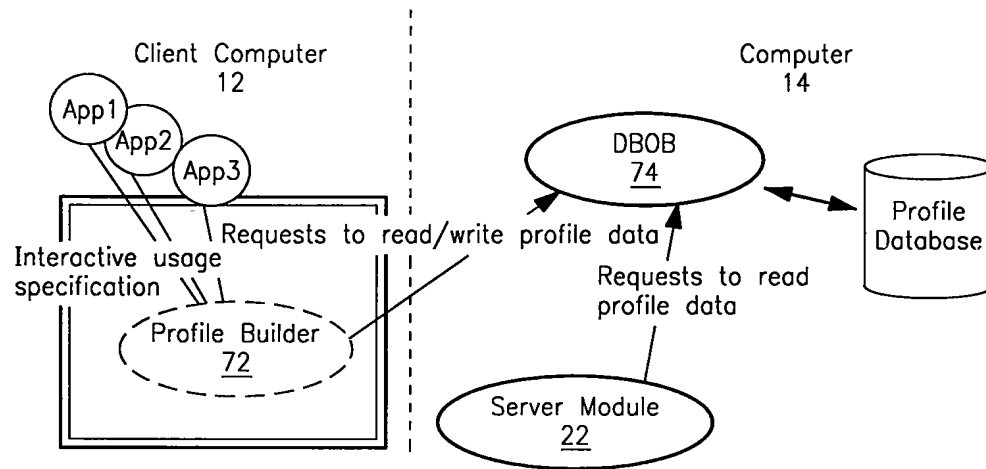 Client Computer
12
Computer
14
App1
App2
App3
DBOB
74
Profile
Database
Requests to read/write profile data
Interactive usage
specification
Requests to read
profile data
Profile Builder
72
Server Module
22